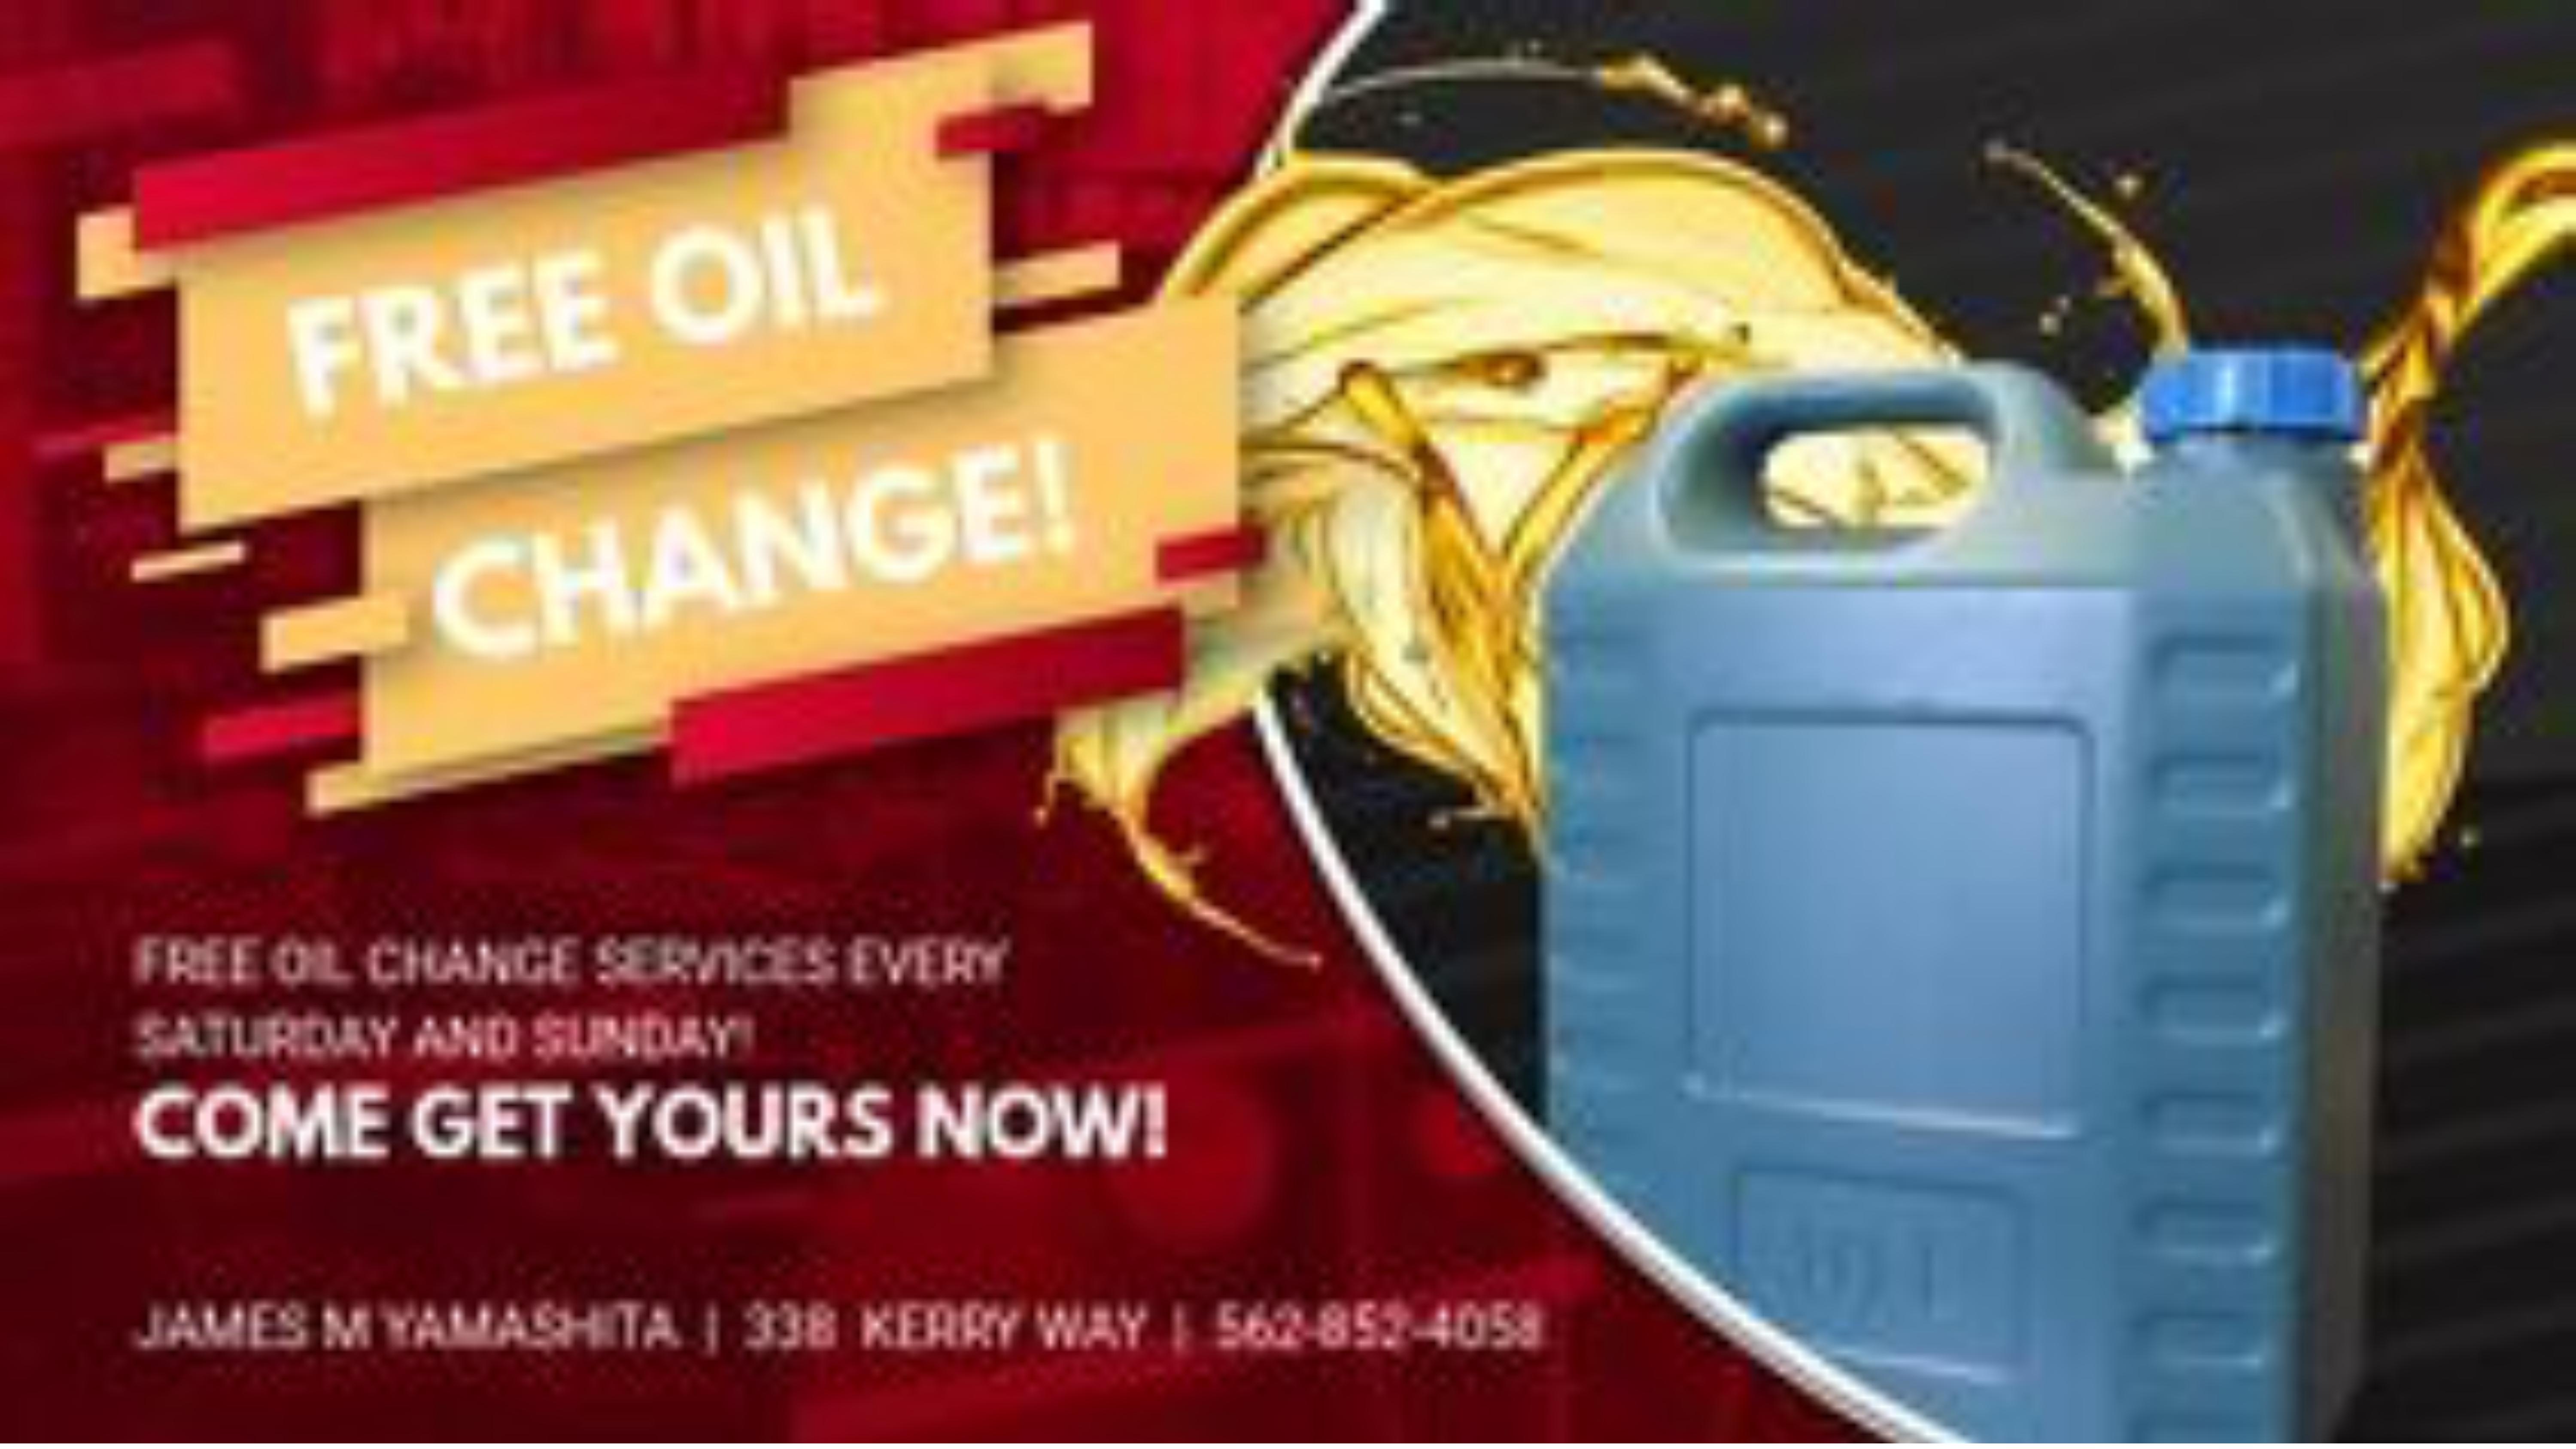 FREE OIL
CHANGE!
FREE OIL CHANGE SERVICES EVERY
SATURDAY AND SUNDAY!
COME GET YOURS NOW!
JAMES M YAMASHITA | 338 KERRY WAY | 562-852-4058